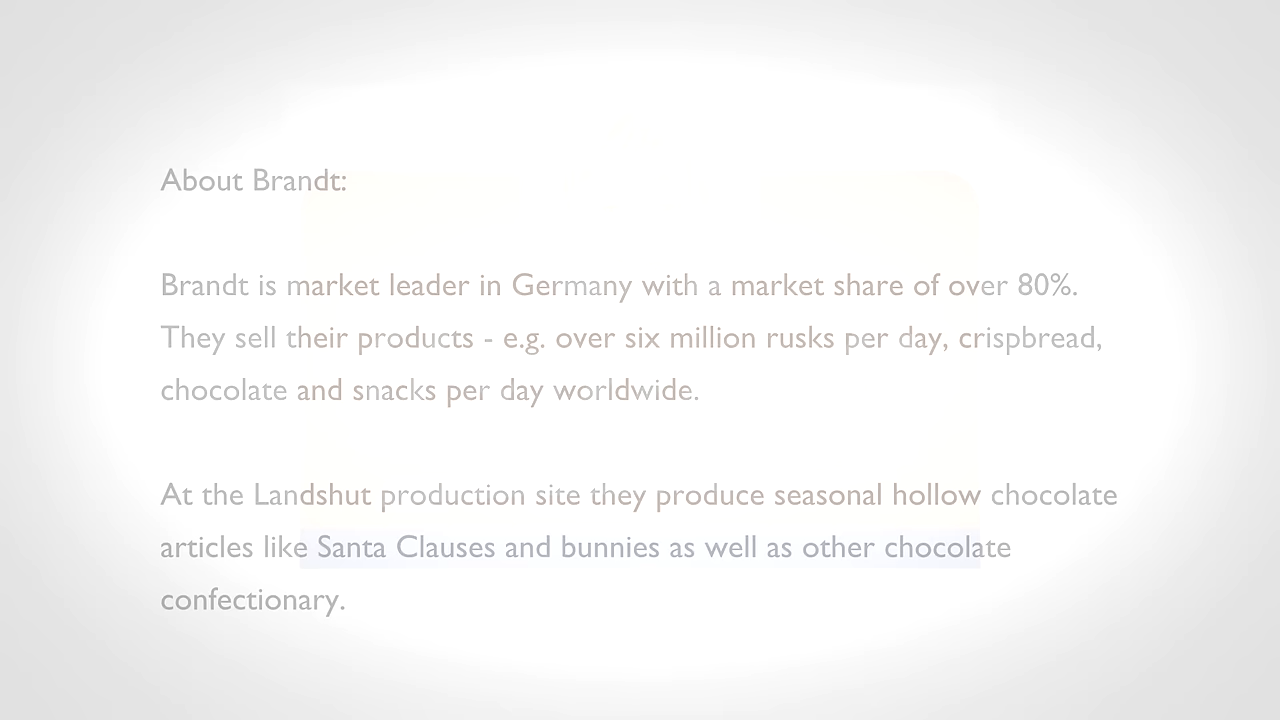 About Brandt:
Brandt is market leader in Germany with a market share of over 80%.
They sell their products - e.g. over six million rusks per day, crispbread,
chocolate and snacks per day worldwide.
At the Landshut production site they produce seasonal hollow chocolate
articles like Santa Clauses and bunnies as well as other chocolate
confectionary.